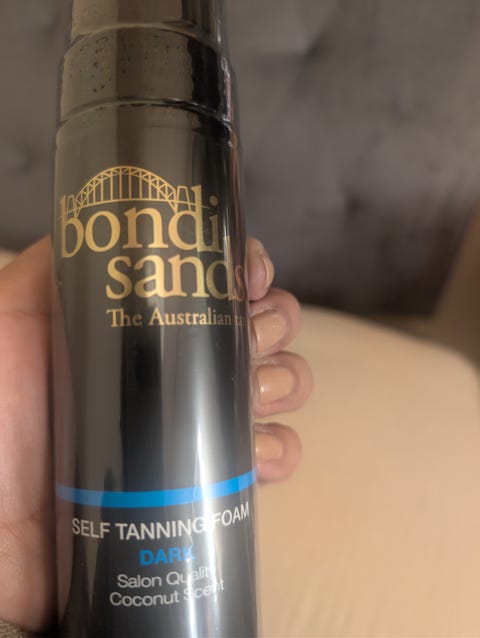 bondi
sands
The Australian
SELF TANNING FOAM
DARK
Salon Quality
Coconut Scent